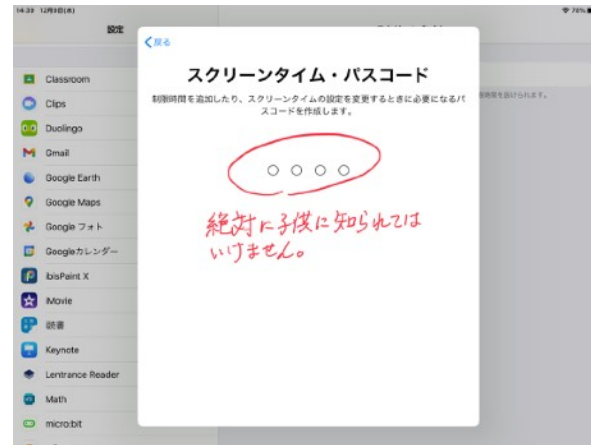 14:39 12月9日(木)
78%
設定
戻る
スクリーンタイム・パスコード
制限時間を追加したり、スクリーンタイムの設定を変更するときに必要になるパ
スコードを作成します。
絶対に子供に知られては
いけません。
Classroom
Clips
Duolingo
Gmail
Google Earth
Google Maps
Google フォト
Googleカレンダー
ibisPaint X
iMovie
i読書
Keynote
Lentrance Reader
Math
micro:bit